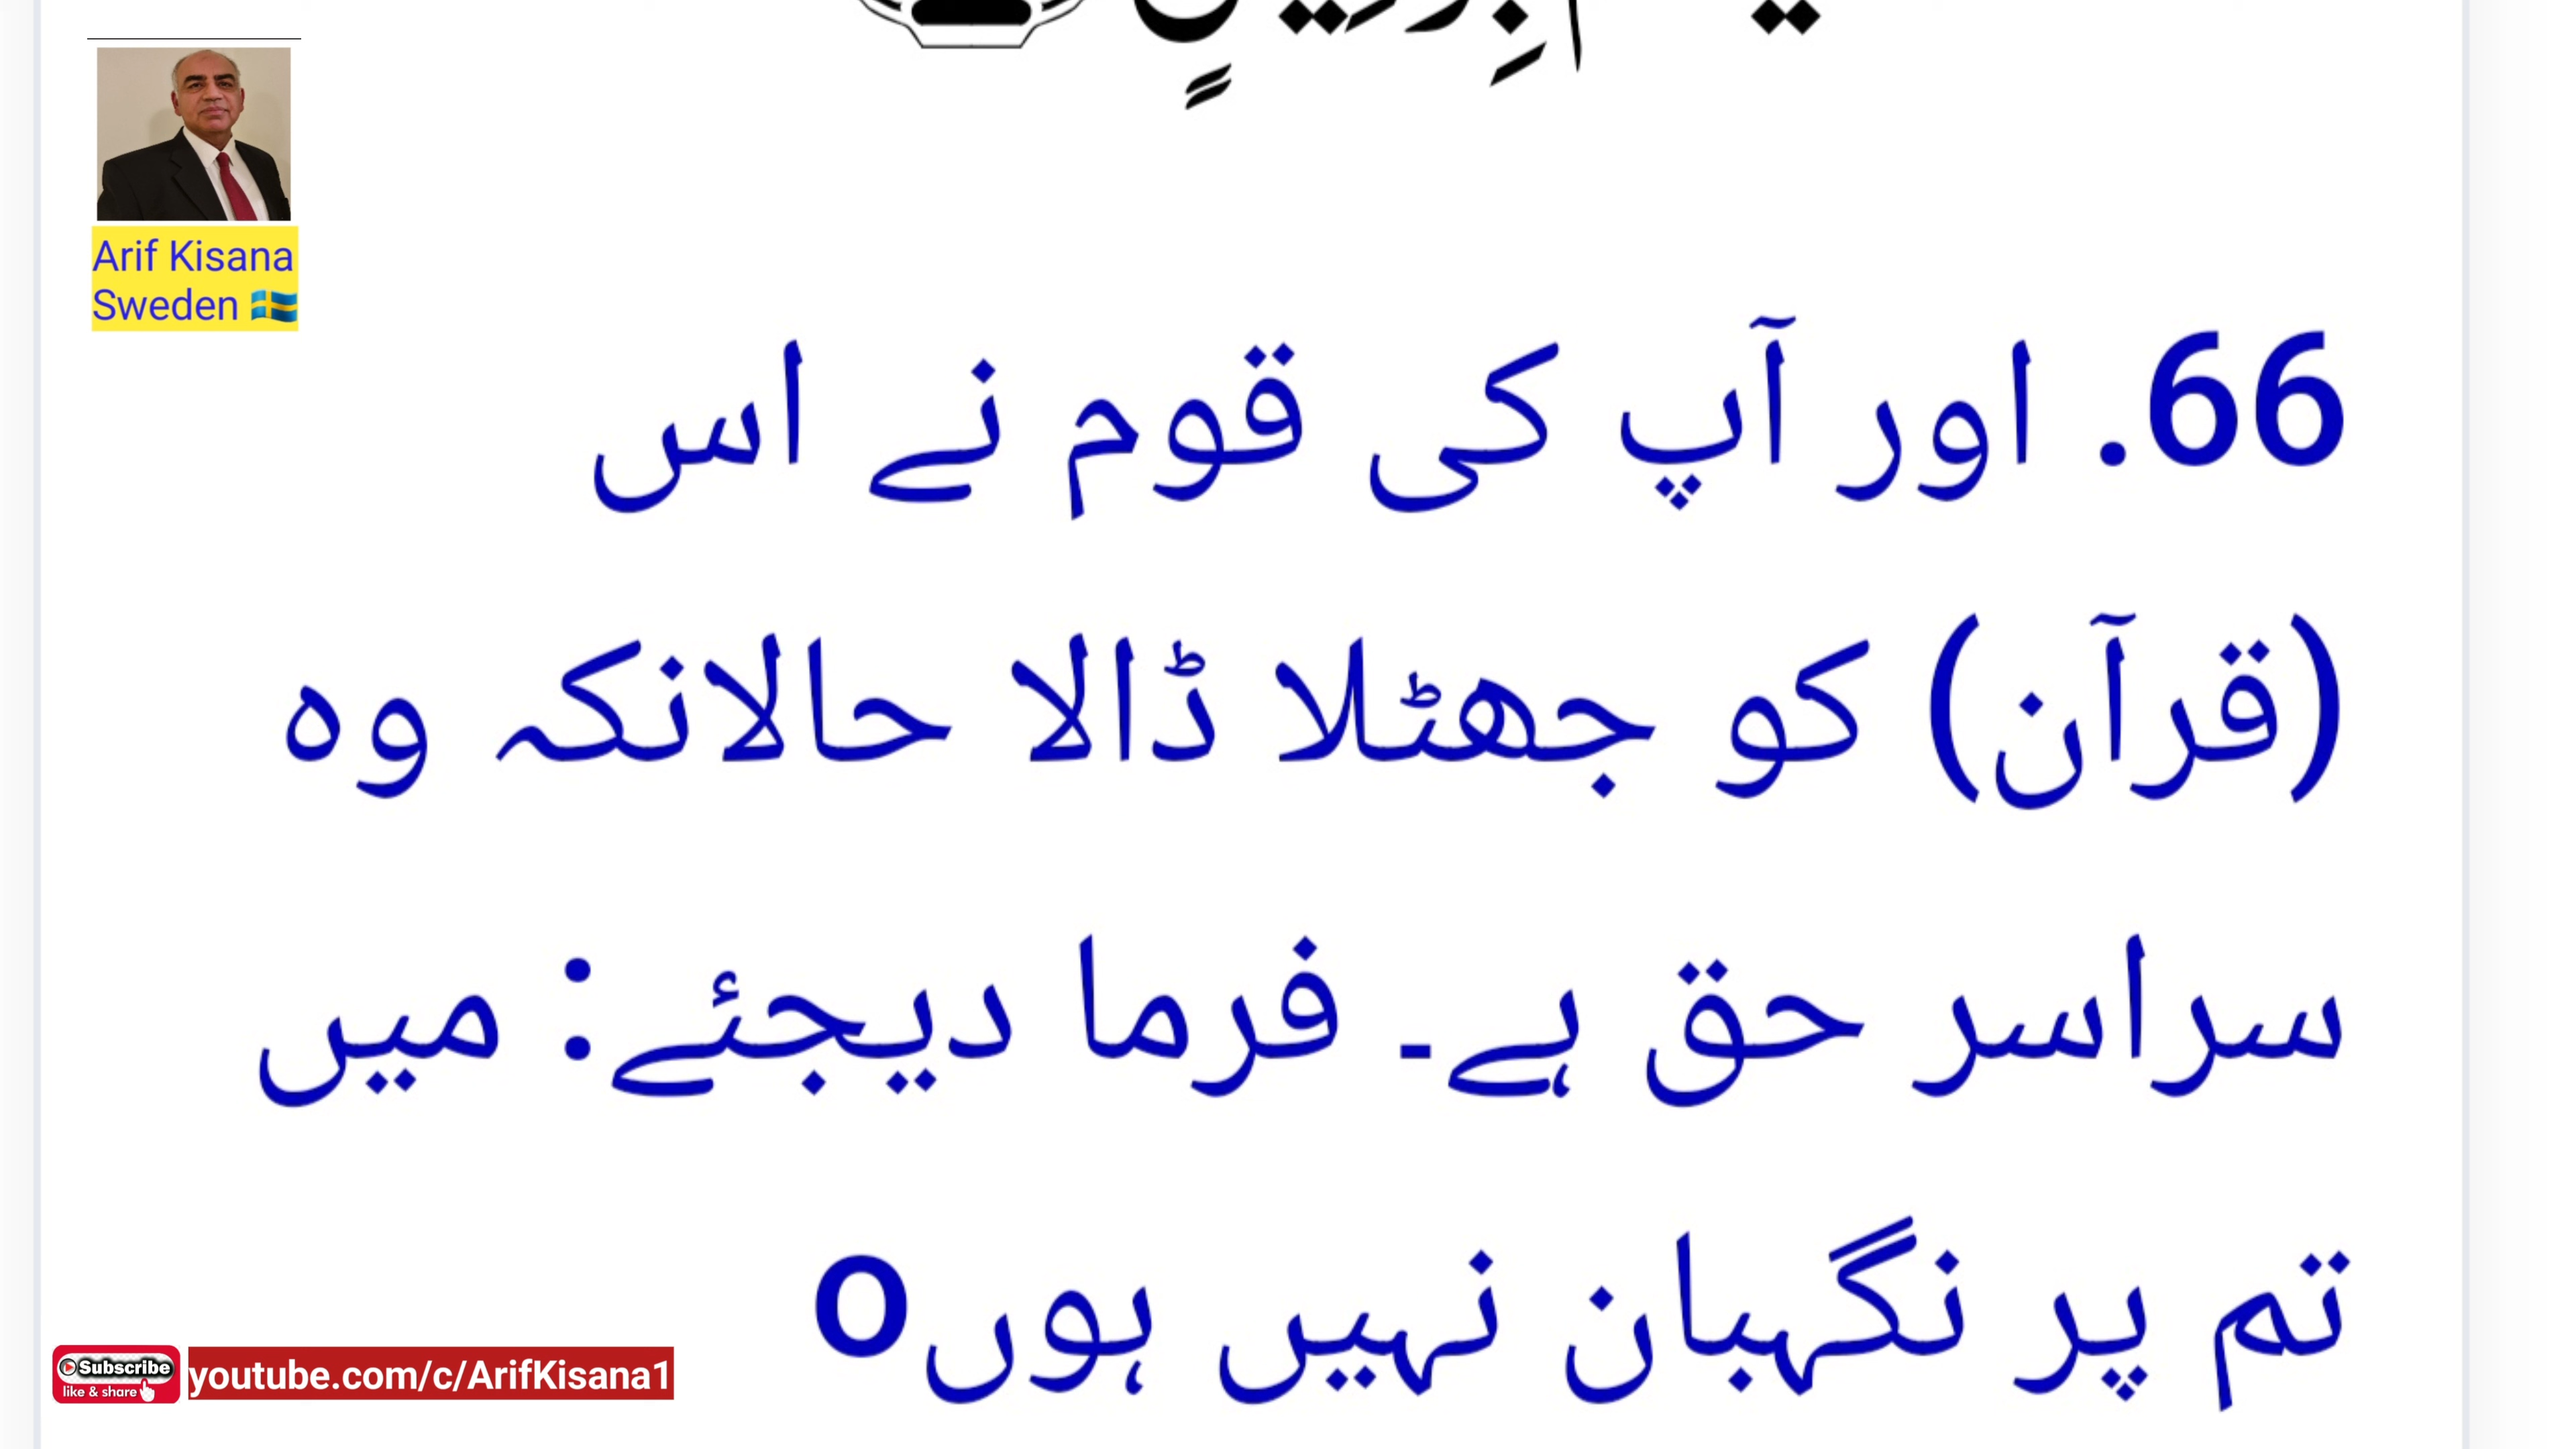 Arif Kisana
Sweden 🇸🇪
66. اور آپ کی قوم نے اس
(قرآن) کو جھٹلا ڈالا حالانکہ وہ
سراسر حق ہے۔ فرما دیجئے: میں
تم پر نگہبان نہیں ہوںo
Subscribe
like & share
youtube.com/c/ArifKisana1